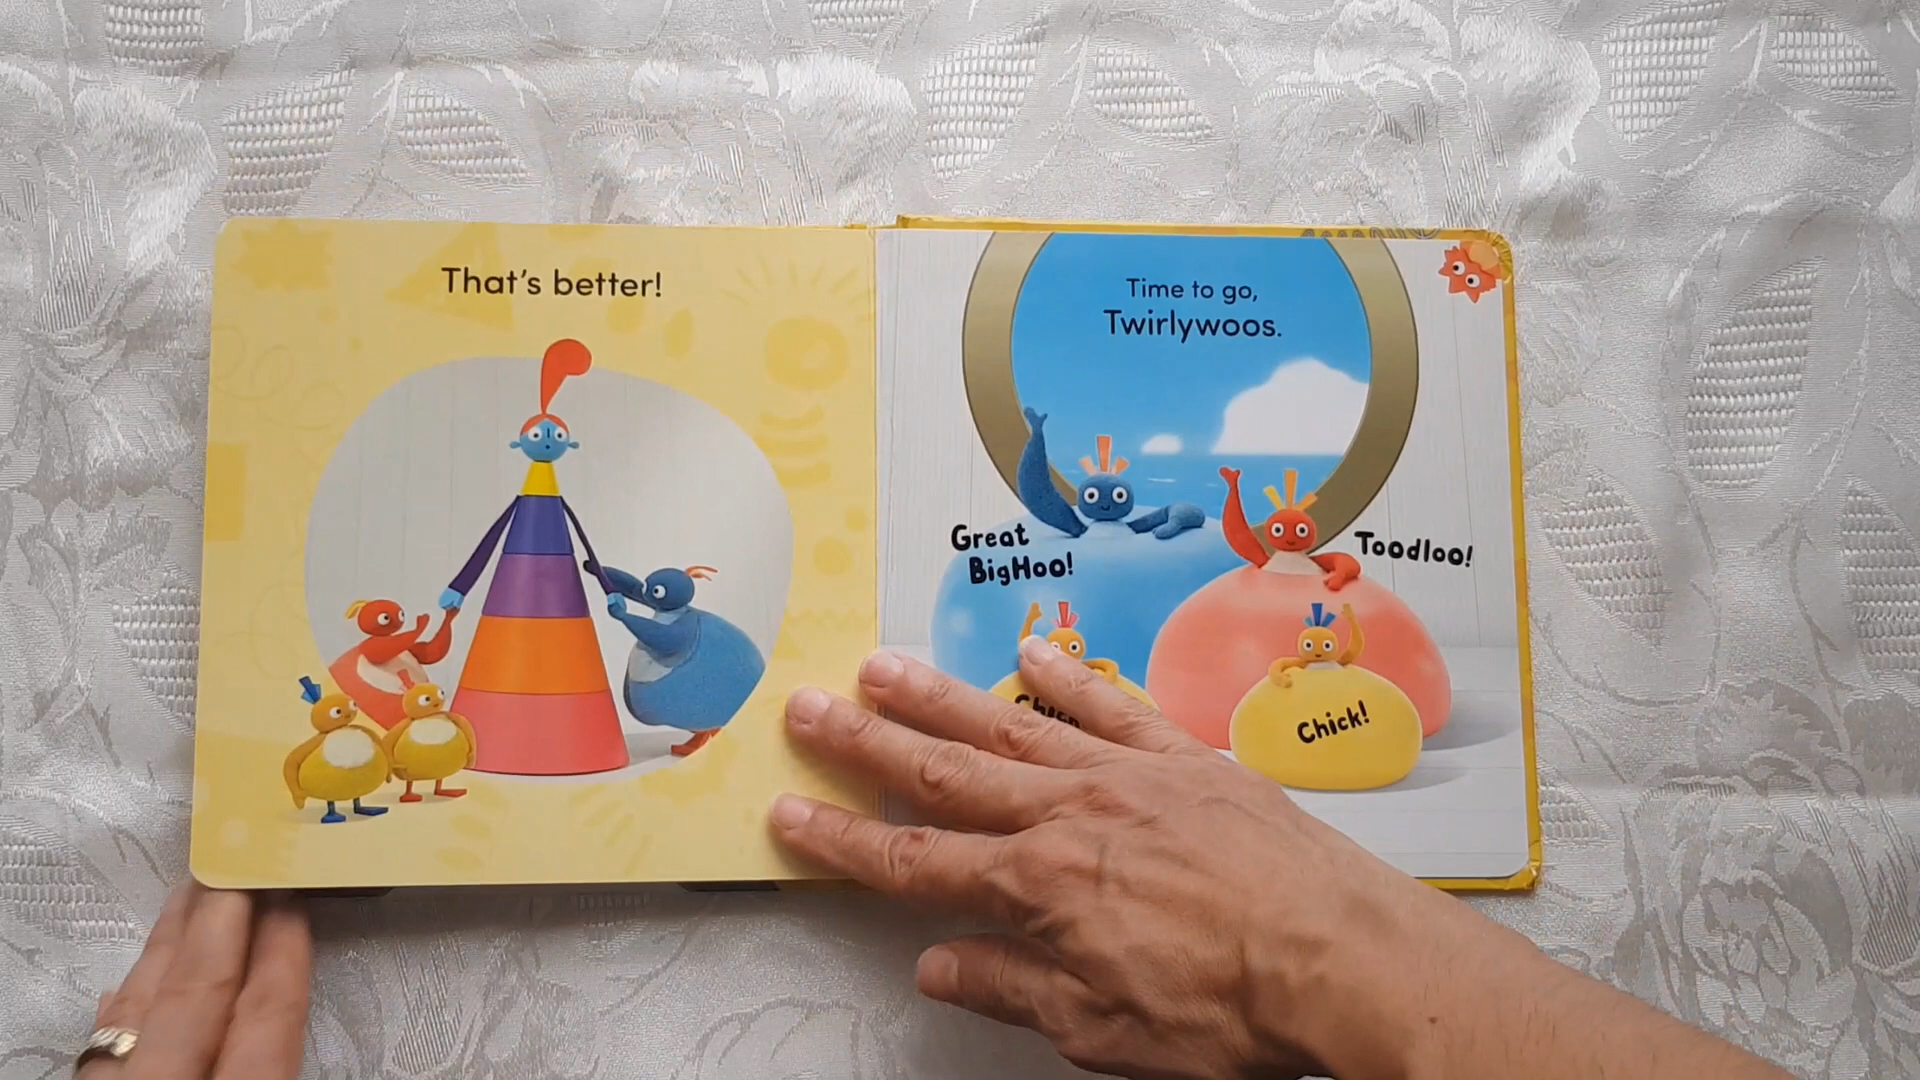 That's better!
Time to go,
Twirlywoos.
Great
BigHoo!
Toodloo!
Chick!